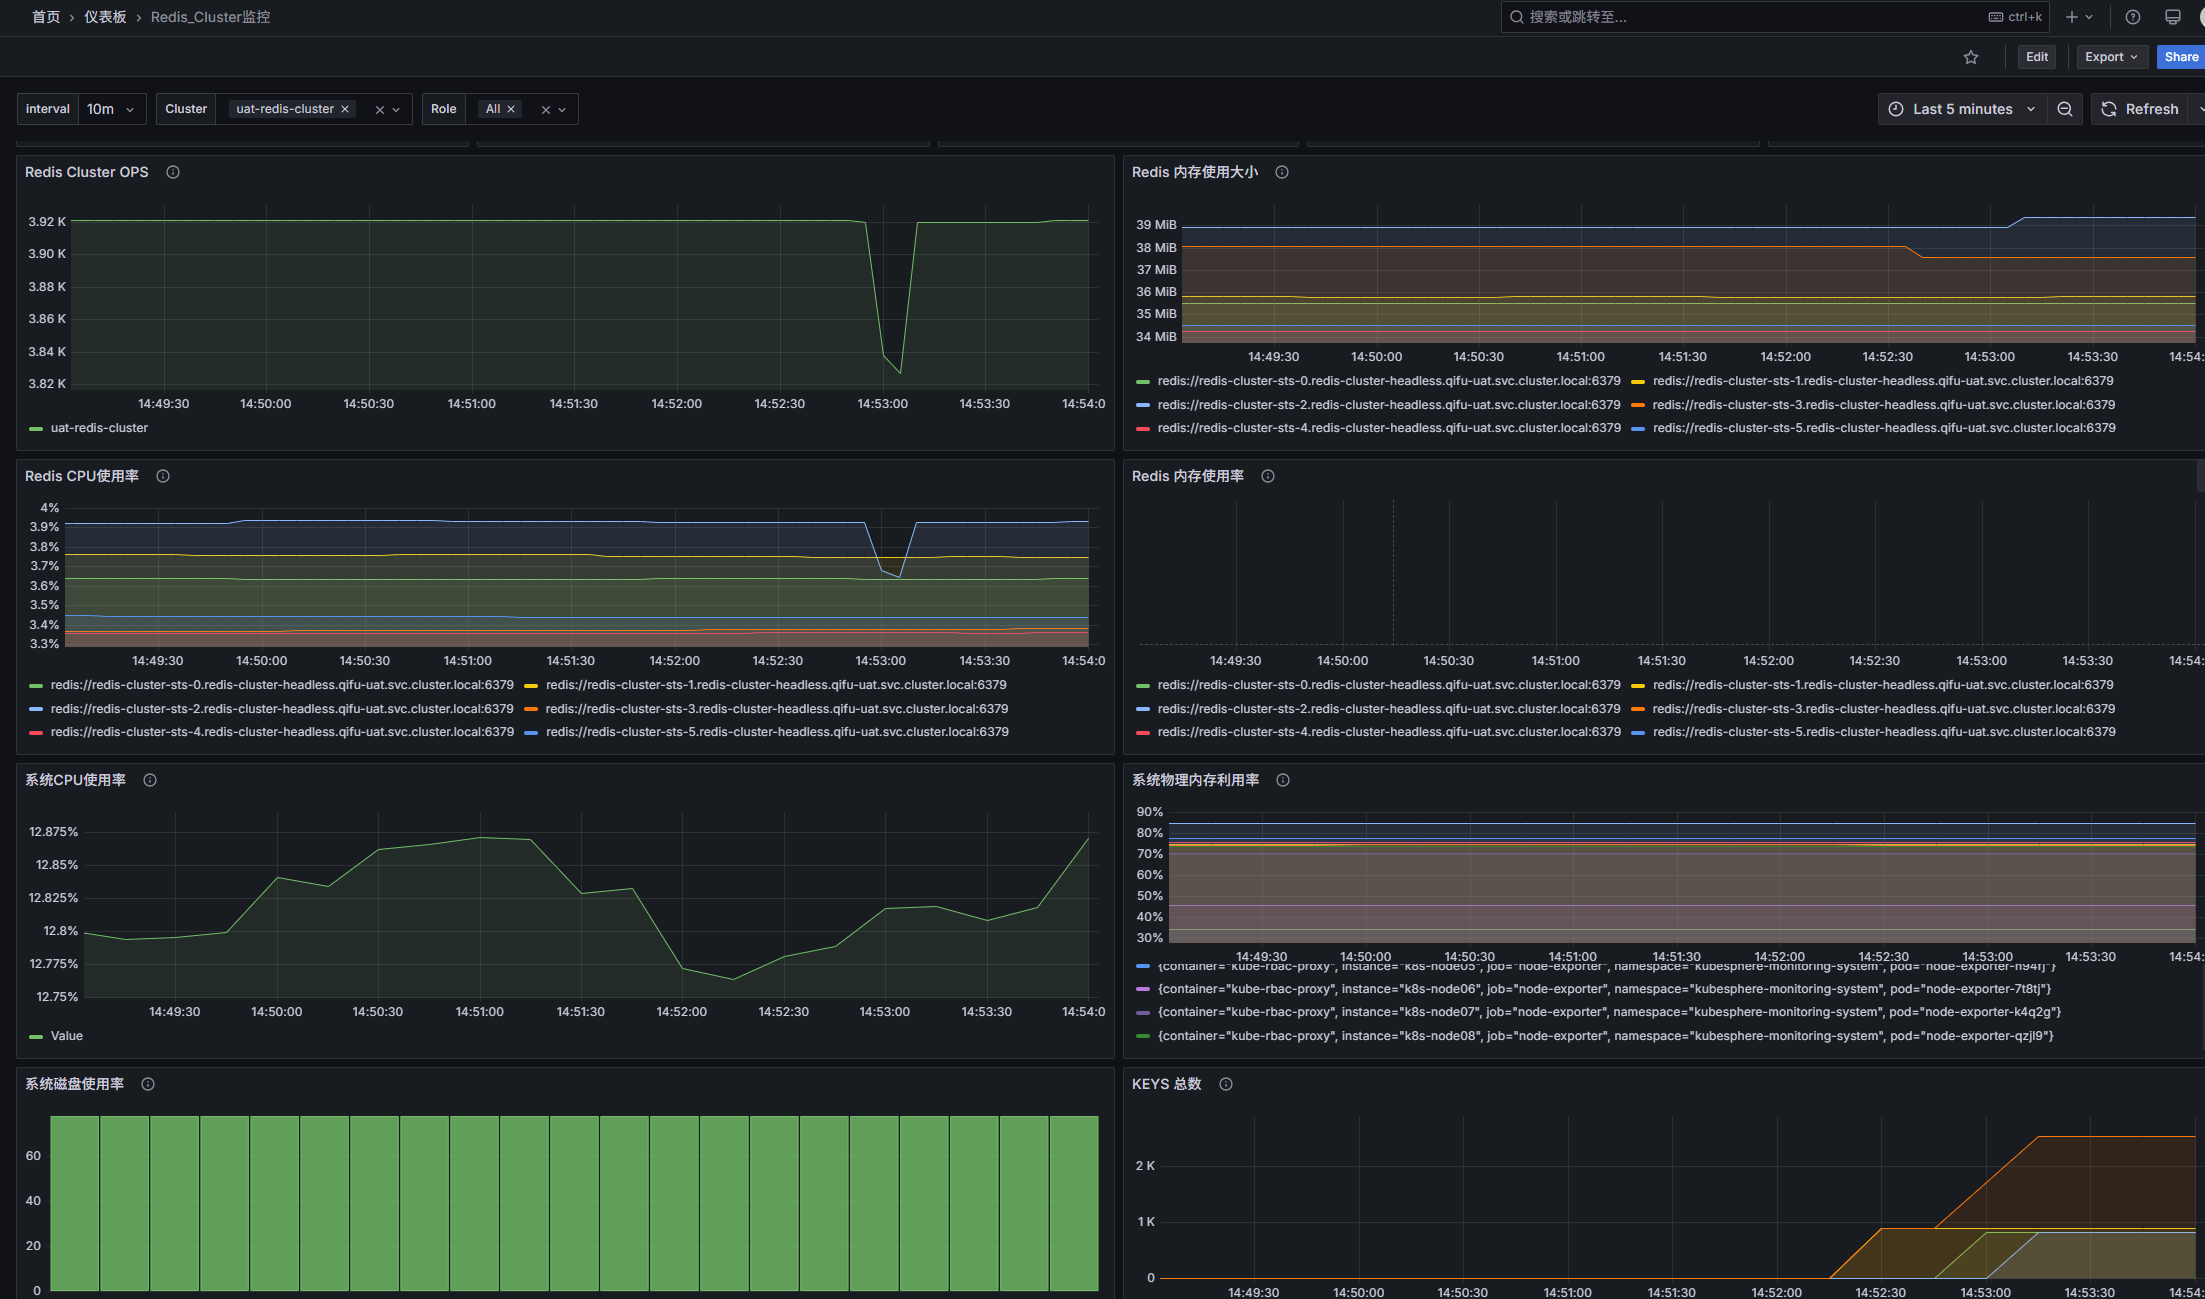 首页 › 仪表板 › Redis_Cluster监控
搜索或跳转至...
ctrl+k
Edit
Export
Share
interval
10m
Cluster
uat-redis-cluster
Role
All
Last 5 minutes
Refresh
Redis Cluster OPS
3.92 K
3.90 K
3.88 K
3.86 K
3.84 K
3.82 K
14:49:30 14:50:00 14:50:30 14:51:00 14:51:30 14:52:00 14:52:30 14:53:00 14:53:30 14:54:0
uat-redis-cluster
Redis 内存使用大小
39 MiB
38 MiB
37 MiB
36 MiB
35 MiB
34 MiB
14:49:30 14:50:00 14:50:30 14:51:00 14:51:30 14:52:00 14:52:30 14:53:00 14:53:30 14:54:
redis://redis-cluster-sts-0.redis-cluster-headless.qifu-uat.svc.cluster.local:6379 redis://redis-cluster-sts-1.redis-cluster-headless.qifu-uat.svc.cluster.local:6379
redis://redis-cluster-sts-2.redis-cluster-headless.qifu-uat.svc.cluster.local:6379 redis://redis-cluster-sts-3.redis-cluster-headless.qifu-uat.svc.cluster.local:6379
redis://redis-cluster-sts-4.redis-cluster-headless.qifu-uat.svc.cluster.local:6379 redis://redis-cluster-sts-5.redis-cluster-headless.qifu-uat.svc.cluster.local:6379
Redis CPU使用率
4%
3.9%
3.8%
3.7%
3.6%
3.5%
3.4%
3.3%
14:49:30 14:50:00 14:50:30 14:51:00 14:51:30 14:52:00 14:52:30 14:53:00 14:53:30 14:54:0
redis://redis-cluster-sts-0.redis-cluster-headless.qifu-uat.svc.cluster.local:6379 redis://redis-cluster-sts-1.redis-cluster-headless.qifu-uat.svc.cluster.local:6379
redis://redis-cluster-sts-2.redis-cluster-headless.qifu-uat.svc.cluster.local:6379 redis://redis-cluster-sts-3.redis-cluster-headless.qifu-uat.svc.cluster.local:6379
redis://redis-cluster-sts-4.redis-cluster-headless.qifu-uat.svc.cluster.local:6379 redis://redis-cluster-sts-5.redis-cluster-headless.qifu-uat.svc.cluster.local:6379
Redis 内存使用率
14:49:30 14:50:00 14:50:30 14:51:00 14:51:30 14:52:00 14:52:30 14:53:00 14:53:30 14:54:
redis://redis-cluster-sts-0.redis-cluster-headless.qifu-uat.svc.cluster.local:6379 redis://redis-cluster-sts-1.redis-cluster-headless.qifu-uat.svc.cluster.local:6379
redis://redis-cluster-sts-2.redis-cluster-headless.qifu-uat.svc.cluster.local:6379 redis://redis-cluster-sts-3.redis-cluster-headless.qifu-uat.svc.cluster.local:6379
redis://redis-cluster-sts-4.redis-cluster-headless.qifu-uat.svc.cluster.local:6379 redis://redis-cluster-sts-5.redis-cluster-headless.qifu-uat.svc.cluster.local:6379
系统CPU使用率
12.875%
12.85%
12.825%
12.8%
12.775%
12.75%
14:49:30 14:50:00 14:50:30 14:51:00 14:51:30 14:52:00 14:52:30 14:53:00 14:53:30 14:54:0
Value
系统物理内存利用率
90%
80%
70%
60%
50%
40%
30%
14:49:30 14:50:00 14:50:30 14:51:00 14:51:30 14:52:00 14:52:30 14:53:00 14:53:30 14:54:
{container="kube-rbac-proxy", instance="k8s-node05", job="node-exporter", namespace="kubesphere-monitoring-system",
{container="kube-rbac-proxy", instance="k8s-node06", job="node-exporter", namespace="kubesphere-monitoring-system", pod="node-exporter-7t8tj"}
{container="kube-rbac-proxy", instance="k8s-node07", job="node-exporter", namespace="kubesphere-monitoring-system", pod="node-exporter-k4q2g"}
{container="kube-rbac-proxy", instance="k8s-node08", job="node-exporter", namespace="kubesphere-monitoring-system", pod="node-exporter-qzjl9"}
系统磁盘使用率
60
40
20
0
KEYS 总数
2 K
1 K
0
14:49:30 14:50:00 14:50:30 14:51:00 14:51:30 14:52:00 14:52:30 14:53:00 14:53:30 14:54: